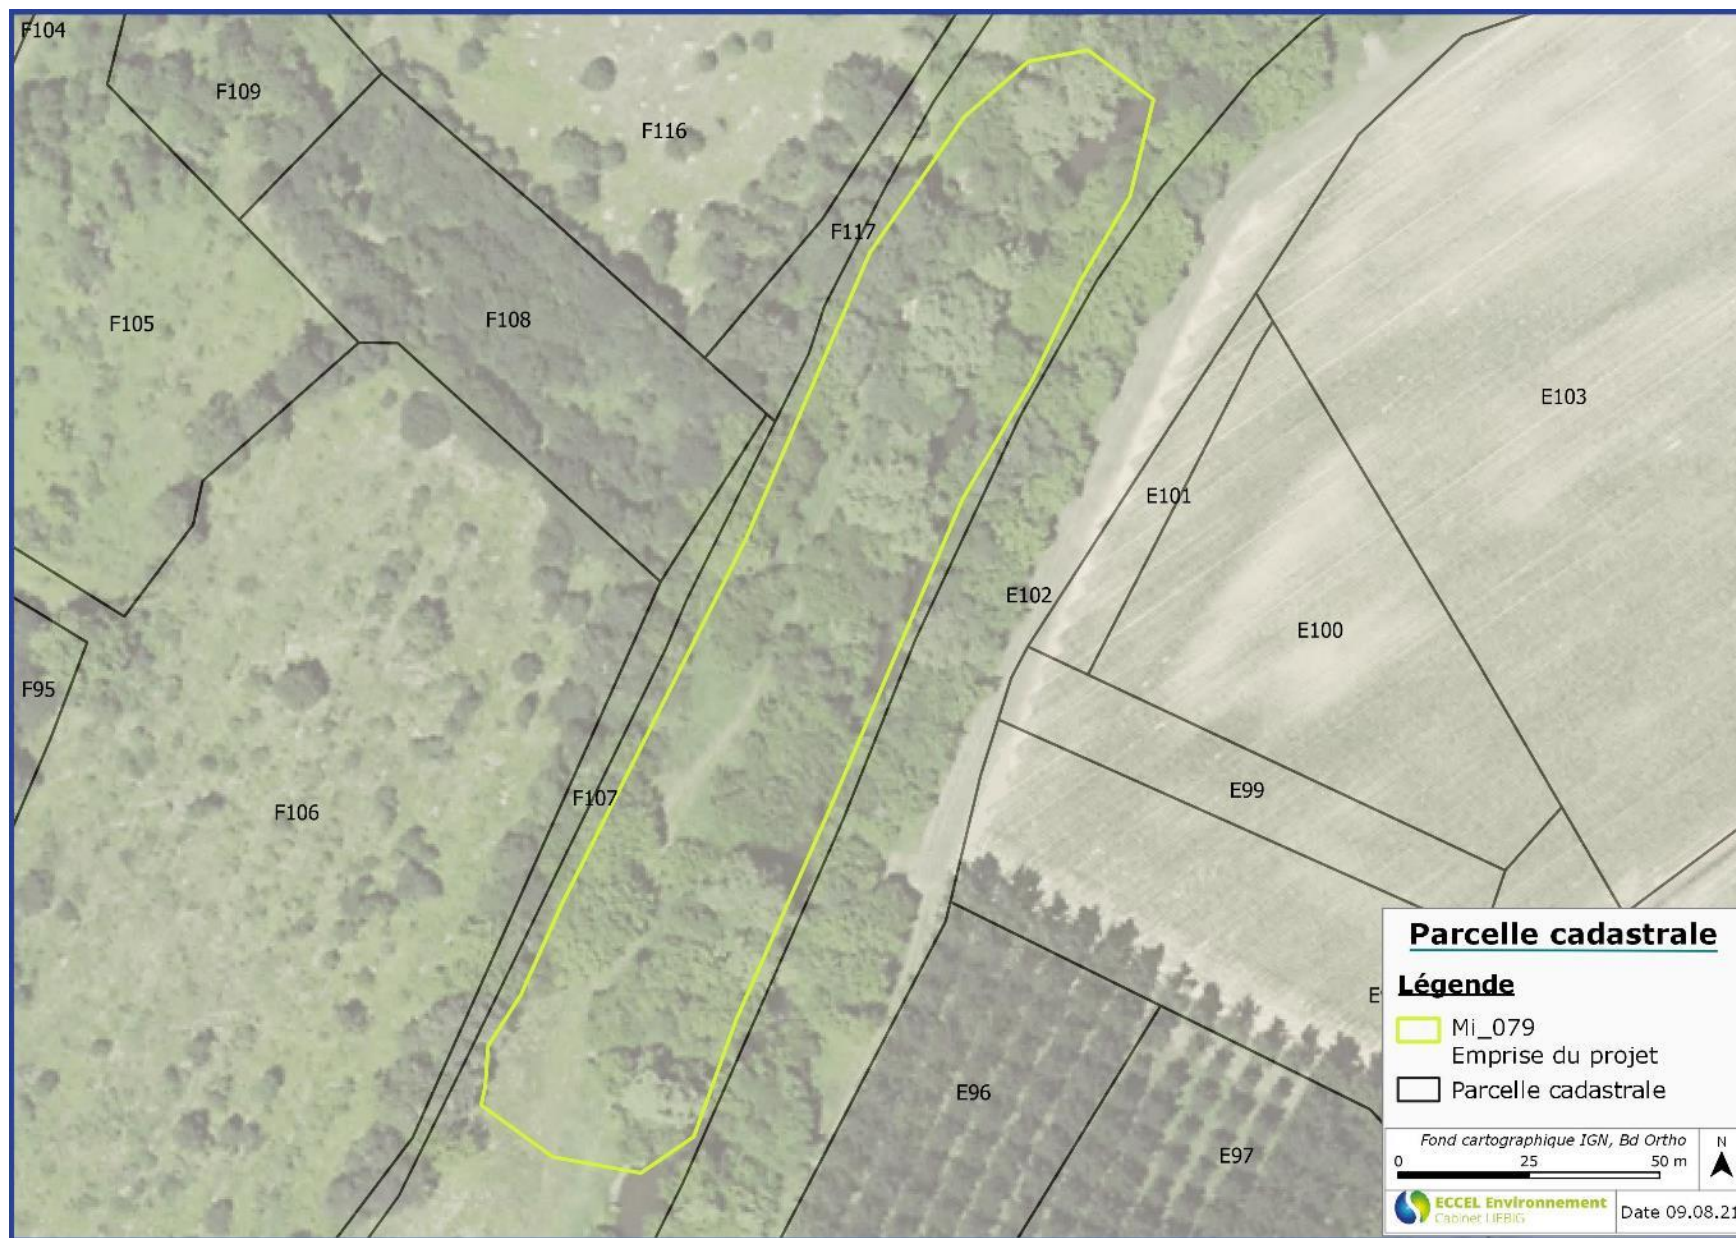 F104
F109
F116
F117
F105
F108
E103
E101
E102
E100
F95
F106
F107
E99
E96
E97
Parcelle cadastrale
Légende
Mi_079
Emprise du projet
Parcelle cadastrale
Fond cartographique IGN, Bd Ortho
N
0 25 50 m
ECCEL Environnement
Cabinet LIEBIG
Date 09.08.21